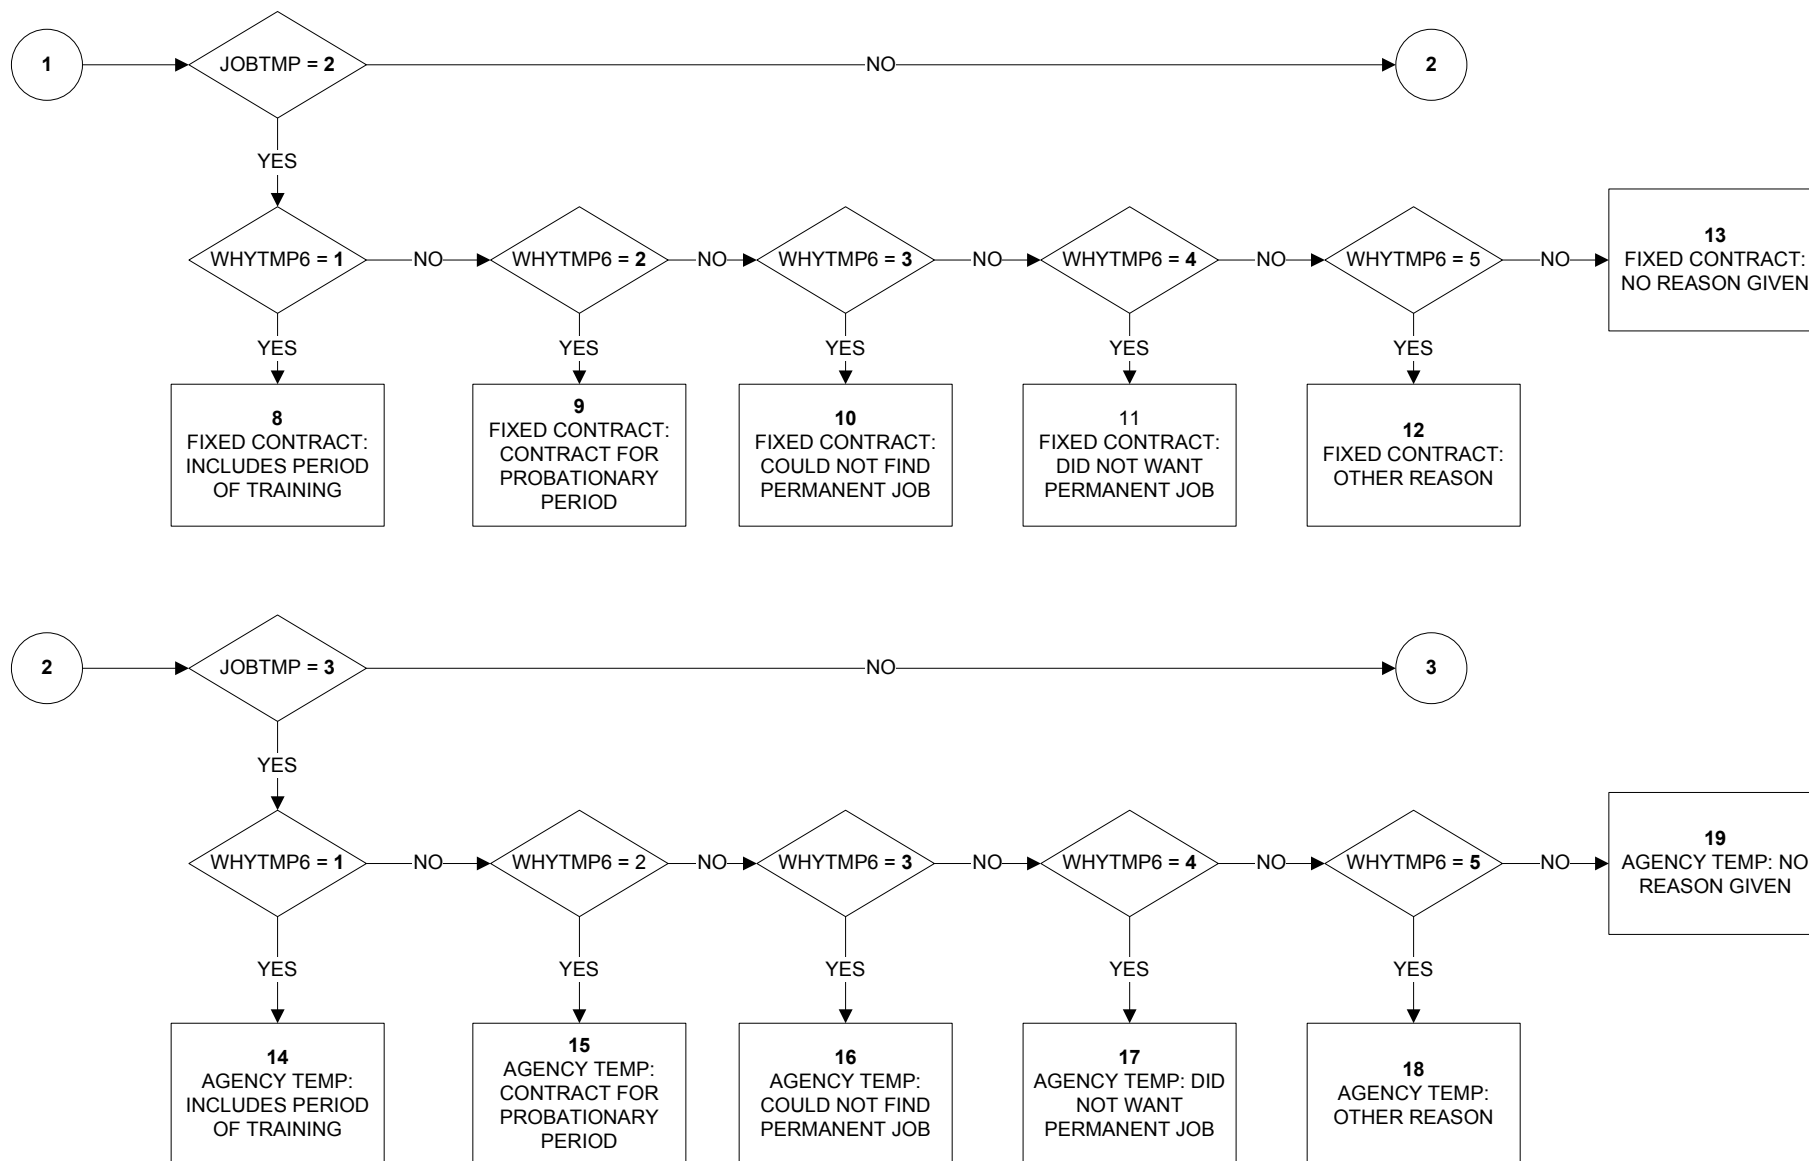 1
JOBTMP = 2
NO
2
YES
WHYTMP6 = 1
NO
WHYTMP6 = 2
NO
WHYTMP6 = 3
NO
WHYTMP6 = 4
NO
WHYTMP6 = 5
NO
13
FIXED CONTRACT:
NO REASON GIVEN
YES
YES
YES
YES
YES
8
FIXED CONTRACT:
INCLUDES PERIOD
OF TRAINING
9
FIXED CONTRACT:
CONTRACT FOR
PROBATIONARY
PERIOD
10
FIXED CONTRACT:
COULD NOT FIND
PERMANENT JOB
11
FIXED CONTRACT:
DID NOT WANT
PERMANENT JOB
12
FIXED CONTRACT:
OTHER REASON
2
JOBTMP = 3
NO
3
YES
WHYTMP6 = 1
NO
WHYTMP6 = 2
NO
WHYTMP6 = 3
NO
WHYTMP6 = 4
NO
WHYTMP6 = 5
NO
19
AGENCY TEMP: NO
REASON GIVEN
YES
YES
YES
YES
YES
14
AGENCY TEMP:
INCLUDES PERIOD
OF TRAINING
15
AGENCY TEMP:
CONTRACT FOR
PROBATIONARY
PERIOD
16
AGENCY TEMP:
COULD NOT FIND
PERMANENT JOB
17
AGENCY TEMP: DID
NOT WANT
PERMANENT JOB
18
AGENCY TEMP:
OTHER REASON